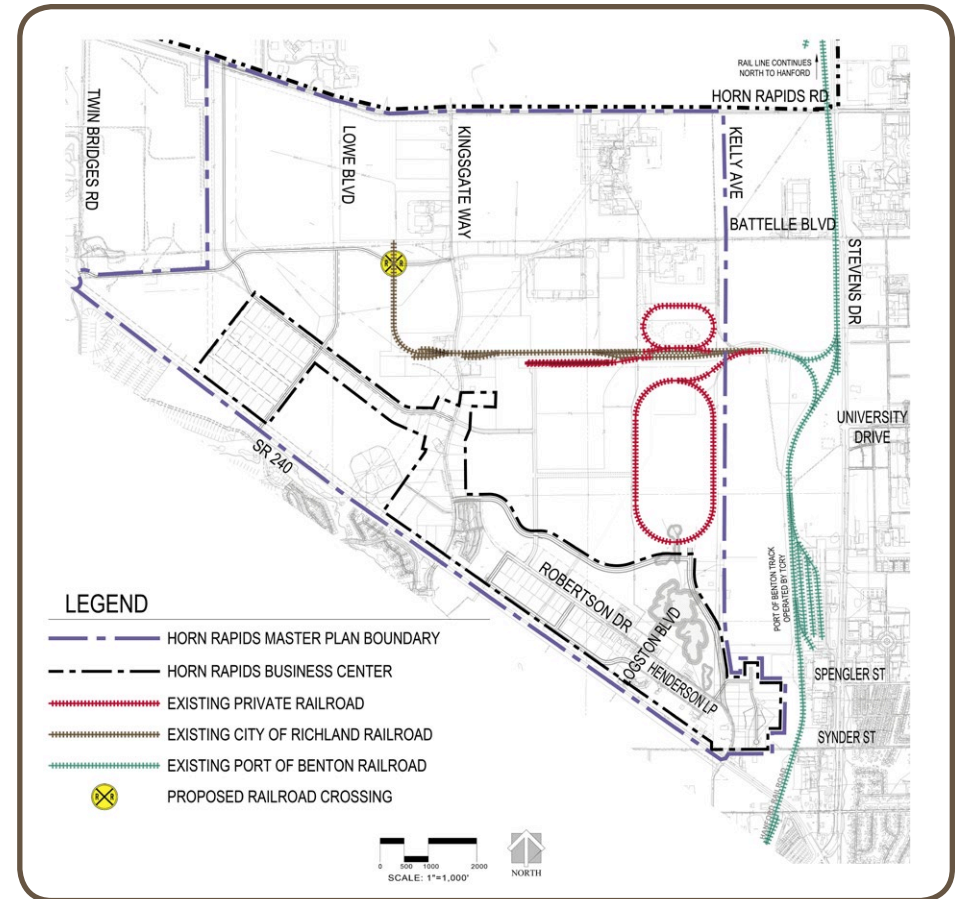 RAIL LINE CONTINUES
NORTH TO HANFORD
HORN RAPIDS RD
TWIN BRIDGES RD
LOWE BLVD
KINGSGATE WAY
KELLY AVE
BATTELLE BLVD
STEVENS DR
UNIVERSITY
DRIVE
SR 240
PORT OF BENTON TRACK
OPERATED BY TCRY
ROBERTSON DR
LOGSTON BLVD
HENDERSON LP
SPENGLER ST
SYNDER ST
HANFORD RAILROAD
LEGEND
HORN RAPIDS MASTER PLAN BOUNDARY
HORN RAPIDS BUSINESS CENTER
EXISTING PRIVATE RAILROAD
EXISTING CITY OF RICHLAND RAILROAD
EXISTING PORT OF BENTON RAILROAD
R R
PROPOSED RAILROAD CROSSING
0 500 1000 2000
SCALE: 1"=1,000'
NORTH